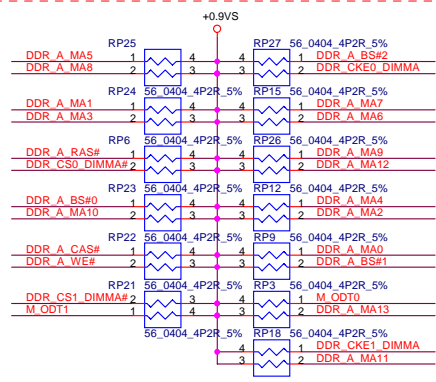 +0.9VS
RP25 RP27 56_0404_4P2R_5%
DDR_A_MA5 1 4 4 1 DDR_A_BS#2
DDR_A_MA8 2 3 3 2 DDR_CKE0_DIMMA
RP24 56_0404_4P2R_5% RP15 56_0404_4P2R_5%
DDR_A_MA1 1 4 4 1 DDR_A_MA7
DDR_A_MA3 2 3 3 2 DDR_A_MA6
RP6 56_0404_4P2R_5% RP26 56_0404_4P2R_5%
DDR_A_RAS# 1 4 4 1 DDR_A_MA9
DDR_CS0_DIMMA# 2 3 3 2 DDR_A_MA12
RP23 56_0404_4P2R_5% RP12 56_0404_4P2R_5%
DDR_A_BS#0 1 4 4 1 DDR_A_MA4
DDR_A_MA10 2 3 3 2 DDR_A_MA2
RP22 56_0404_4P2R_5% RP9 56_0404_4P2R_5%
DDR_A_CAS# 1 4 4 1 DDR_A_MA0
DDR_A_WE# 2 3 3 2 DDR_A_BS#1
RP21 56_0404_4P2R_5% RP3 56_0404_4P2R_5%
DDR_CS1_DIMMA# 2 3 4 1 M_ODT0
M_ODT1 1 4 3 2 DDR_A_MA13
56_0404_4P2R_5% RP18 56_0404_4P2R_5%
4 1 DDR_CKE1_DIMMA
3 2 DDR_A_MA11